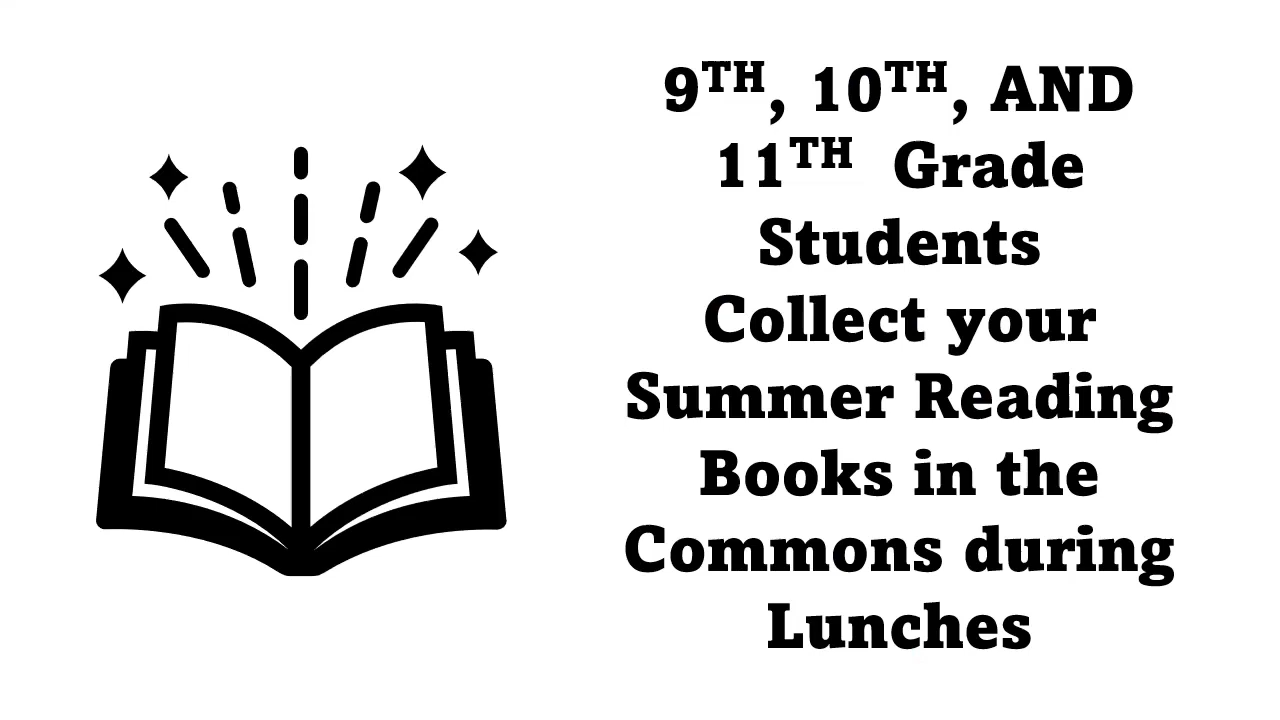 9TH, 10TH, AND
11TH Grade
Students
Collect your
Summer Reading
Books in the
Commons during
Lunches